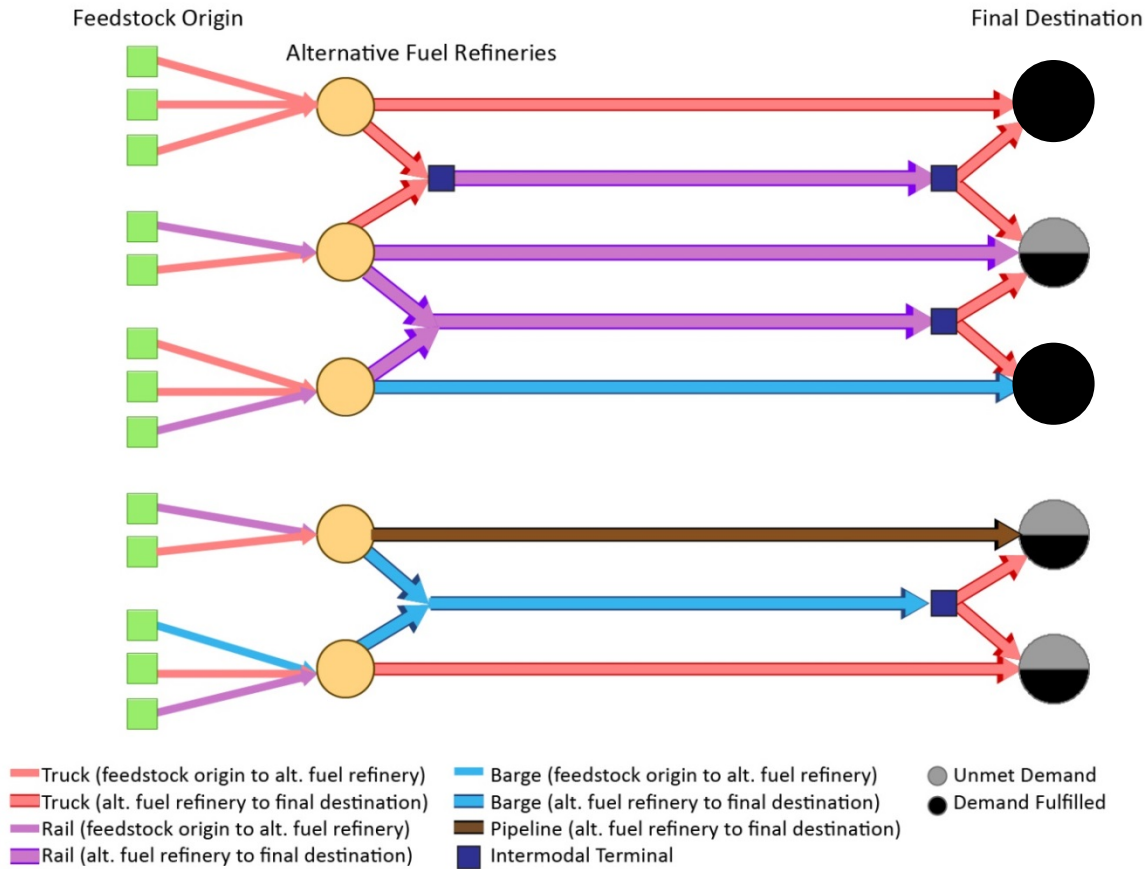 Feedstock Origin
Final Destination
Alternative Fuel Refineries
Truck (feedstock origin to alt. fuel refinery)
Truck (alt. fuel refinery to final destination)
Rail (feedstock origin to alt. fuel refinery)
Rail (alt. fuel refinery to final destination)
Barge (feedstock origin to alt. fuel refinery)
Barge (alt. fuel refinery to final destination)
Pipeline (alt. fuel refinery to final destination)
Intermodal Terminal
Unmet Demand
Demand Fulfilled